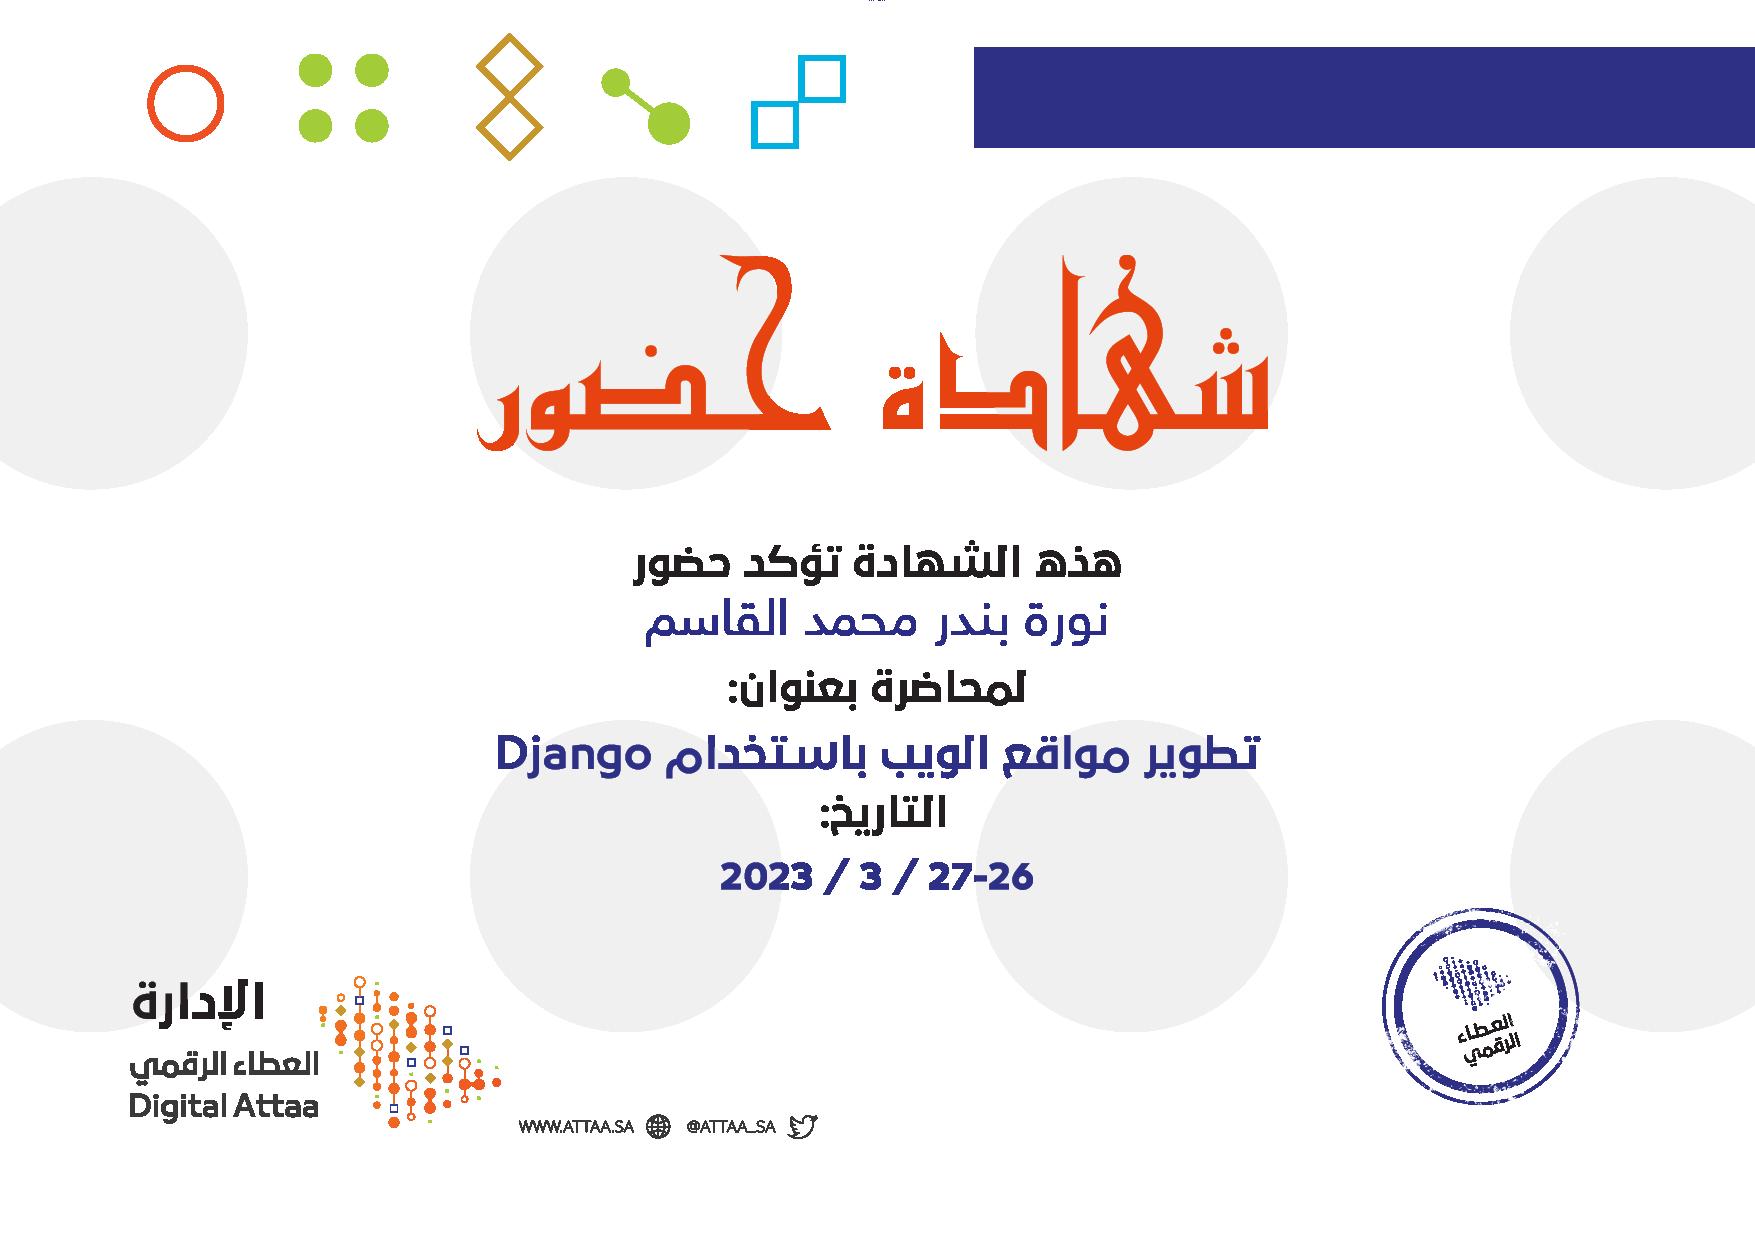 شهادة حضور
هذه الشهادة تؤكد حضور
نورة بندر محمد القاسم
لمحاضرة بعنوان:
تطوير مواقع الويب باستخدام Django
التاريخ:
2023 / 3 / 27-26
الإدارة
العطاء الرقمي
Digital Attaa
WWW.ATTAA.SA @ATTAA_SA
العطاء
الرقمي